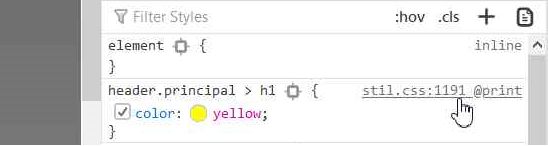 Filter Styles :hov .cls +
element { inline
}
header.principal > h1 { stil.css:1191 @print
color: yellow;
}